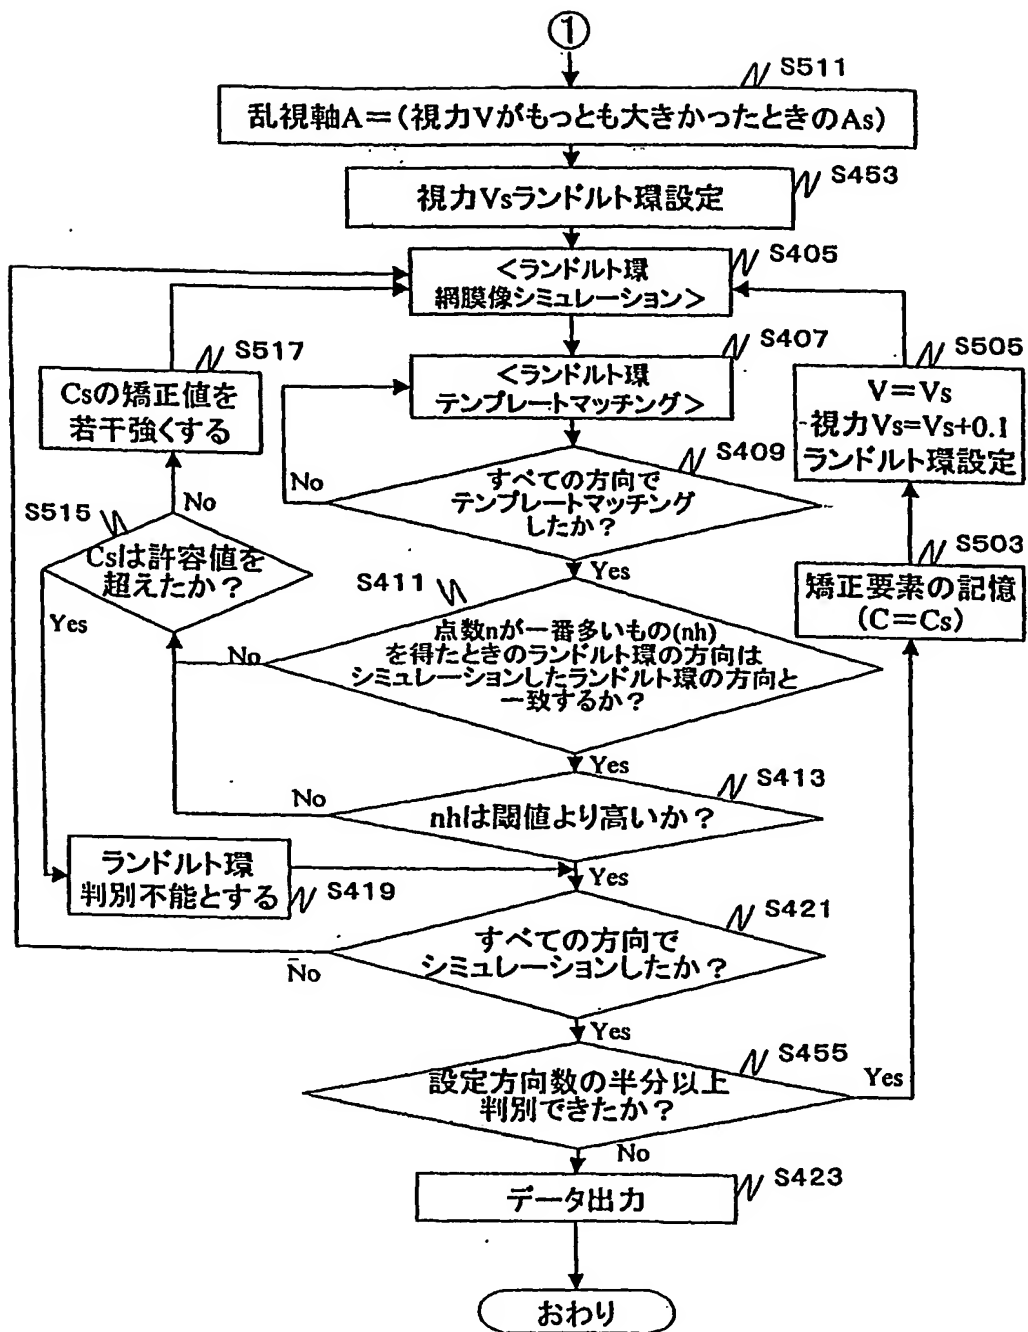 ①
S511
乱視軸A=(視力Vがもっとも大きかったときのAs)
S453
視力Vsランドルト環設定
S405
<ランドルト環
網膜像シミュレーション>
S407
<ランドルト環
テンプレートマッチング>
S517
Csの矯正値を
若干強くする
S505
V=Vs
視力Vs=Vs+0.1
ランドルト環設定
S409
すべての方向で
テンプレートマッチング
したか?
No
Yes
S515
Csは許容値を
超えたか?
No
Yes
S503
矯正要素の記憶
(C=Cs)
S411
点数nが一番多いもの(nh)
を得たときのランドルト環の方向は
シミュレーションしたランドルト環の方向と
一致するか?
No
Yes
S413
nhは閾値より高いか?
No
Yes
ランドルト環
判別不能とする
S419
S421
すべての方向で
シミュレーションしたか?
No
Yes
S455
設定方向数の半分以上
判別できたか?
Yes
No
S423
データ出力
おわり